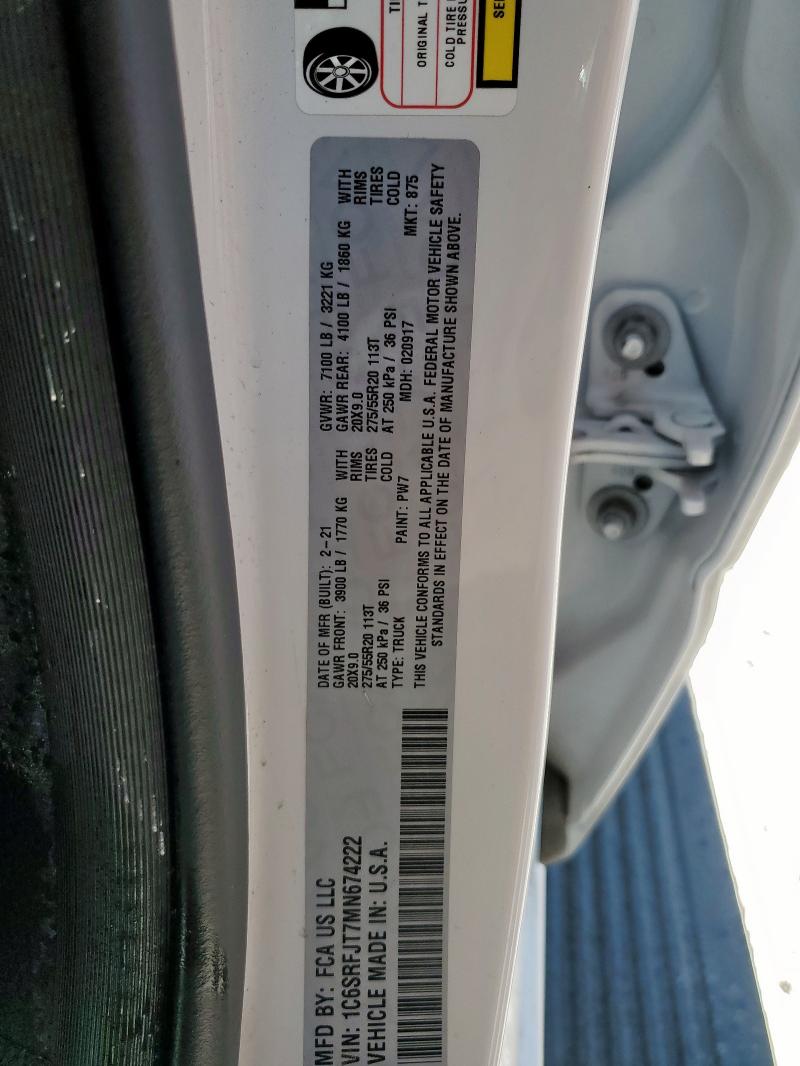 MFD BY: FCA US LLC
VIN: 1C6SRFJT7MN674222
VEHICLE MADE IN: U.S.A.
DATE OF MFR (BUILT): 2-21 GVWR: 7100 LB / 3221 KG
GAWR FRONT: 3900 LB / 1770 KG WITH GAWR REAR: 4100 LB / 1860 KG WITH
20X9.0 RIMS 20X9.0 RIMS
275/55R20 113T TIRES 275/55R20 113T TIRES
AT 250 kPa / 36 PSI COLD AT 250 kPa / 36 PSI COLD
TYPE: TRUCK PAINT: PW7 MDH: 020917 MKT: 875
THIS VEHICLE CONFORMS TO ALL APPLICABLE U.S.A. FEDERAL MOTOR VEHICLE SAFETY
STANDARDS IN EFFECT ON THE DATE OF MANUFACTURE SHOWN ABOVE.
ORIGINAL
COLD TIRE